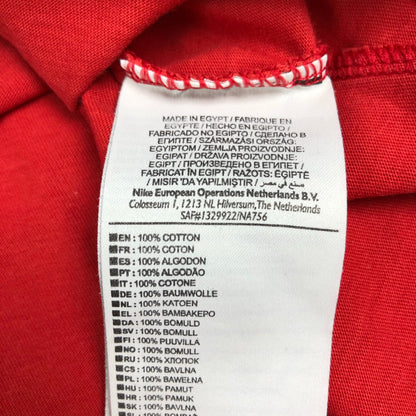 MADE IN EGYPT / FABRIQUE EN
EGYPTE / HECHO EN EGIPTO /
FABRICADO NO EGIPTO / СДЕЛАНО В
ЕГИПТЕ / SZÁRMAZÁSI ORSZÁG:
EGYIPTOM / ZEMLJA PROIZVODNJE:
EGIPAT / DRŽAVA PROIZVODNJE:
EGIPT / ПРОИЗВЕДЕНО В ЕГИПЕТ /
FABRICAT ÎN EGIPT / RAŽOTS: ĒĢIPTĒ
/ MISIR 'DA YAPILMIŞTIR / صنع في مصر
Nike European Operations Netherlands B.V.
Colosseum 1, 1213 NL Hilversum, The Netherlands
SAF#1329922/NA756
EN: 100% COTTON
FR: 100% COTON
ES: 100% ALGODON
PT: 100% ALGODÃO
IT: 100% COTONE
DE: 100% BAUMWOLLE
NL: 100% KATOEN
EL: 100% ΒΑΜΒΑΚΕΡΟ
DA: 100% BOMULD
SV: 100% BOMULL
FI: 100% PUUVILLA
NO: 100% BOMULL
RU: 100% ХЛОПОК
CS: 100% BAVLNA
PL: 100% BAWEŁNA
HU: 100% PAMUT
HR: 100% PAMUK
SK: 100% BAVLNA